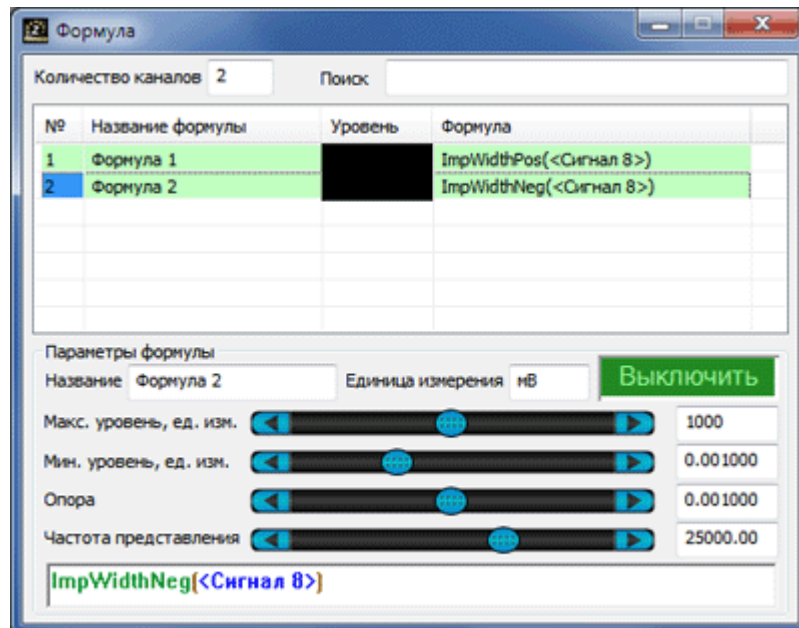 Формула
Количество каналов 2 Поиск
№ Название формулы Уровень Формула
1 Формула 1 ImpWidthPos(<Сигнал 8>)
2 Формула 2 ImpWidthNeg(<Сигнал 8>)
Параметры формулы
Название Формула 2 Единица измерения мВ Выключить
Макс. уровень, ед. изм. 1000
Мин. уровень, ед. изм. 0.001000
Опора 0.001000
Частота представления 25000.00
ImpWidthNeg(<Сигнал 8>)